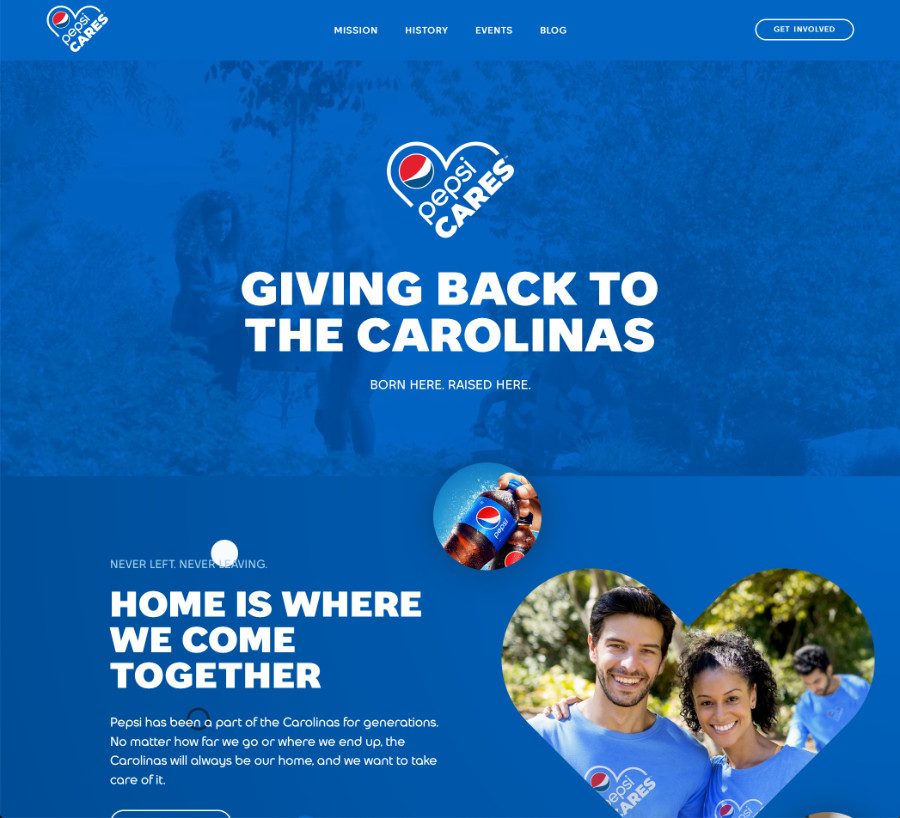 pepsi
CARES
MISSION
HISTORY
EVENTS
BLOG
GET INVOLVED
pepsi
CARES
GIVING BACK TO
THE CAROLINAS
BORN HERE. RAISED HERE.
pepsi
NEVER LEFT. NEVER LEAVING.
HOME IS WHERE
WE COME
TOGETHER
Pepsi has been a part of the Carolinas for generations.
No matter how far we go or where we end up, the
Carolinas will always be our home, and we want to take
care of it.
pepsi
CARES
pepsi
CARES